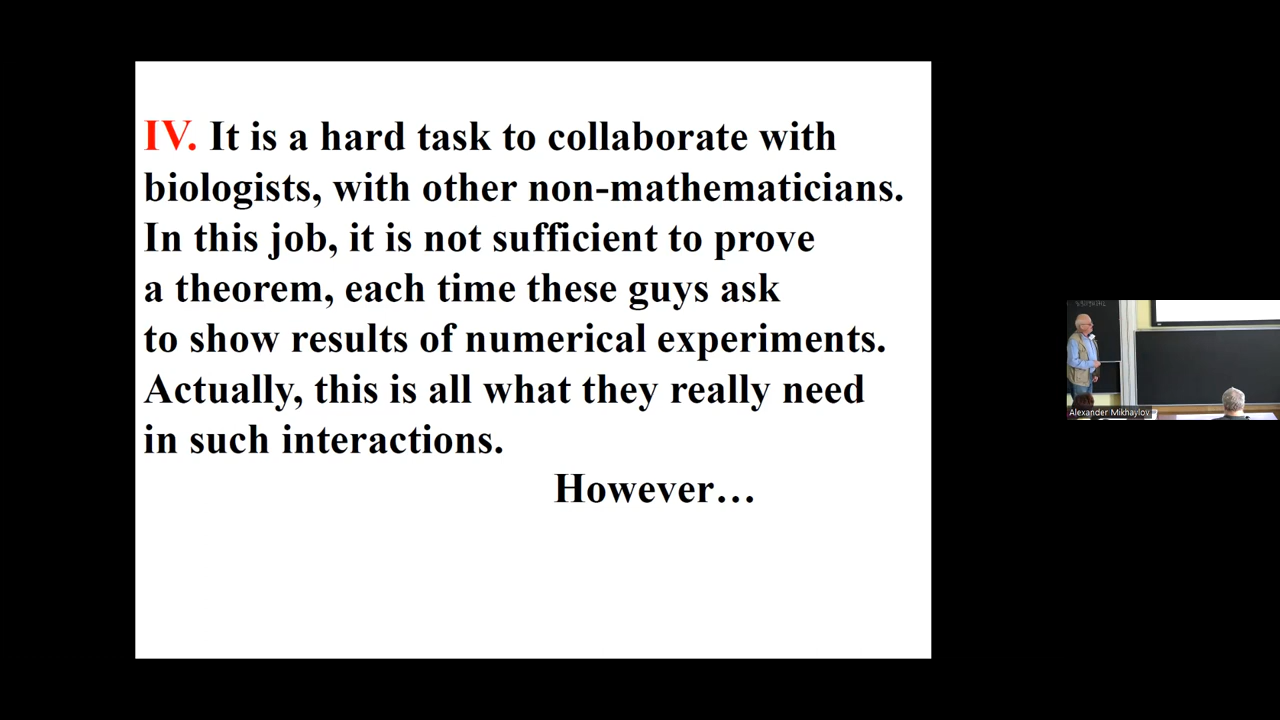 IV. It is a hard task to collaborate with
biologists, with other non-mathematicians.
In this job, it is not sufficient to prove
a theorem, each time these guys ask
to show results of numerical experiments.
Actually, this is all what they really need
in such interactions.
However…
Alexander Mikhaylov